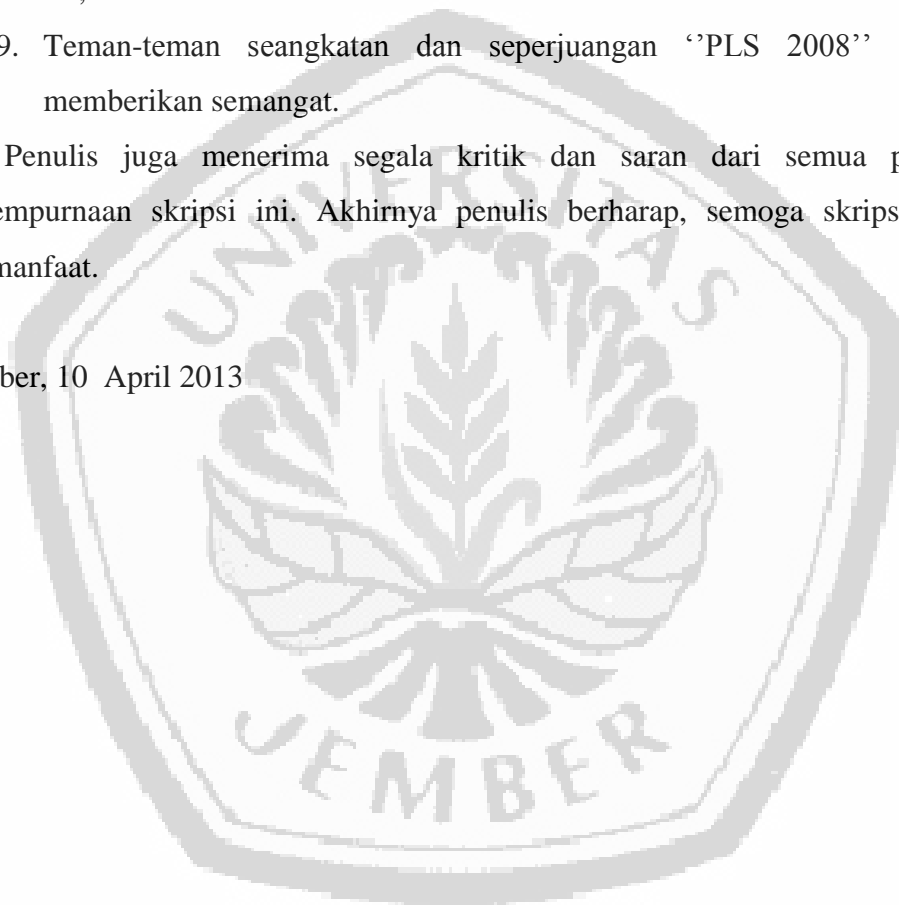 9. Teman-teman seangkatan dan seperjuangan ‘’PLS 2008’’
memberikan semangat.
Penulis juga menerima segala kritik dan saran dari semua p
empurnaan skripsi ini. Akhirnya penulis berharap, semoga skrips
manfaat.
ber, 10 April 2013
UNIVERSITAS
JEMBER